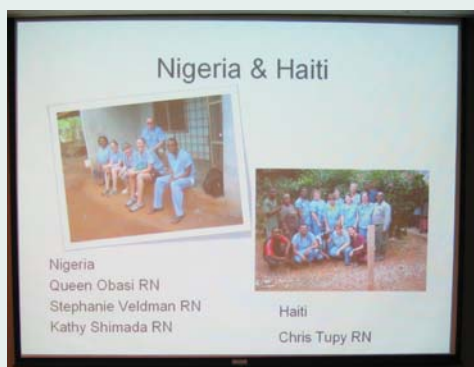 Nigeria & Haiti
Nigeria
Queen Obasi RN
Stephanie Veldman RN
Kathy Shimada RN
Haiti
Chris Tupy RN